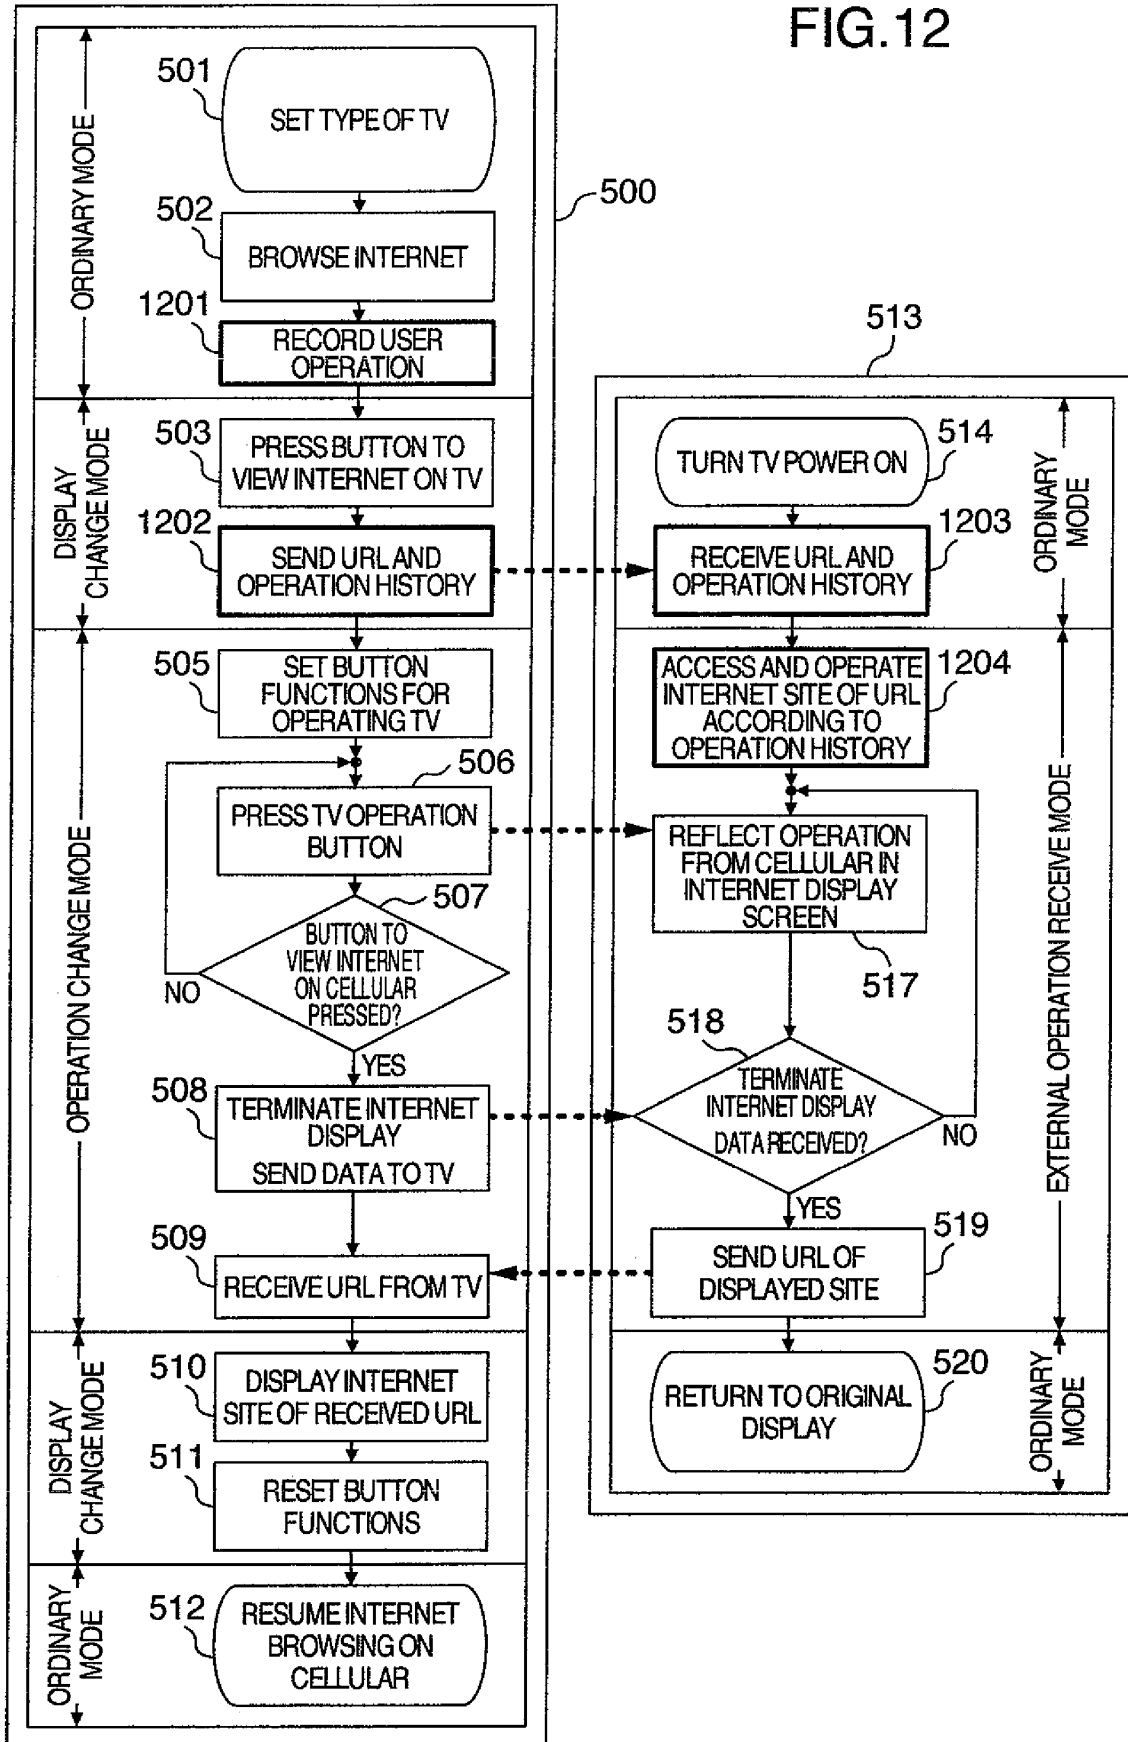 FIG.12
500
ORDINARY MODE
501
SET TYPE OF TV
502
BROWSE INTERNET
1201
RECORD USER
OPERATION
DISPLAY
CHANGE MODE
503
PRESS BUTTON TO
VIEW INTERNET ON TV
1202
SEND URL AND
OPERATION HISTORY
OPERATION CHANGE MODE
505
SET BUTTON
FUNCTIONS FOR
OPERATING TV
506
PRESS TV OPERATION
BUTTON
507
BUTTON TO
VIEW INTERNET
ON CELLULAR
PRESSED?
NO
YES
508
TERMINATE INTERNET
DISPLAY
SEND DATA TO TV
509
RECEIVE URL FROM TV
DISPLAY
CHANGE MODE
510
DISPLAY INTERNET
SITE OF RECEIVED URL
511
RESET BUTTON
FUNCTIONS
ORDINARY
MODE
512
RESUME INTERNET
BROWSING ON
CELLULAR
513
514
TURN TV POWER ON
ORDINARY
MODE
1203
RECEIVE URL AND
OPERATION HISTORY
1204
ACCESS AND OPERATE
INTERNET SITE OF URL
ACCORDING TO
OPERATION HISTORY
EXTERNAL OPERATION RECEIVE MODE
REFLECT OPERATION
FROM CELLULAR IN
INTERNET DISPLAY
SCREEN
517
518
TERMINATE
INTERNET DISPLAY
DATA RECEIVED?
NO
YES
519
SEND URL OF
DISPLAYED SITE
520
RETURN TO ORIGINAL
DISPLAY
ORDINARY
MODE